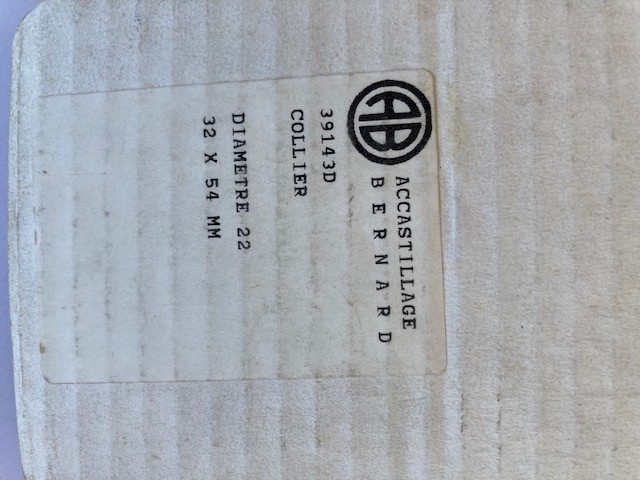 AB
ACCASTILLAGE
BERNARD
39143D
COLLIER
DIAMETRE 22
32 X 54 MM